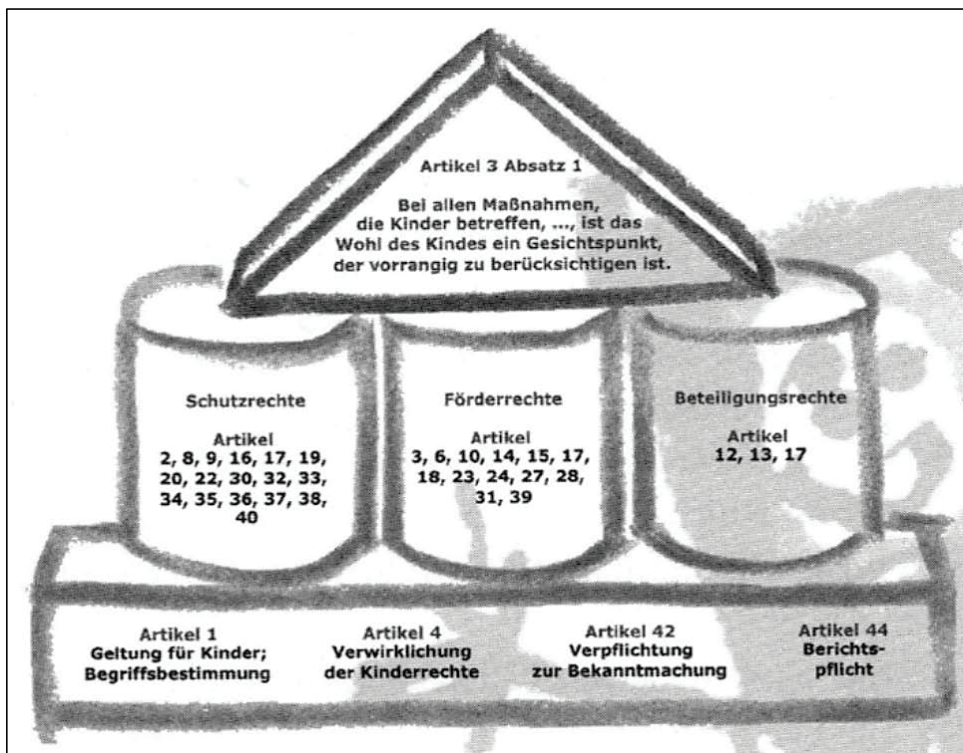 Artikel 3 Absatz 1
Bei allen Maßnahmen,
die Kinder betreffen, ..., ist das
Wohl des Kindes ein Gesichtspunkt,
der vorrangig zu berücksichtigen ist.
Schutzrechte
Artikel
2, 8, 9, 16, 17, 19,
20, 22, 30, 32, 33,
34, 35, 36, 37, 38,
40
Förderrechte
Artikel
3, 6, 10, 14, 15, 17,
18, 23, 24, 27, 28,
31, 39
Beteiligungsrechte
Artikel
12, 13, 17
Artikel 1
Geltung für Kinder;
Begriffsbestimmung
Artikel 4
Verwirklichung
der Kinderrechte
Artikel 42
Verpflichtung
zur Bekanntmachung
Artikel 44
Berichts-
pflicht